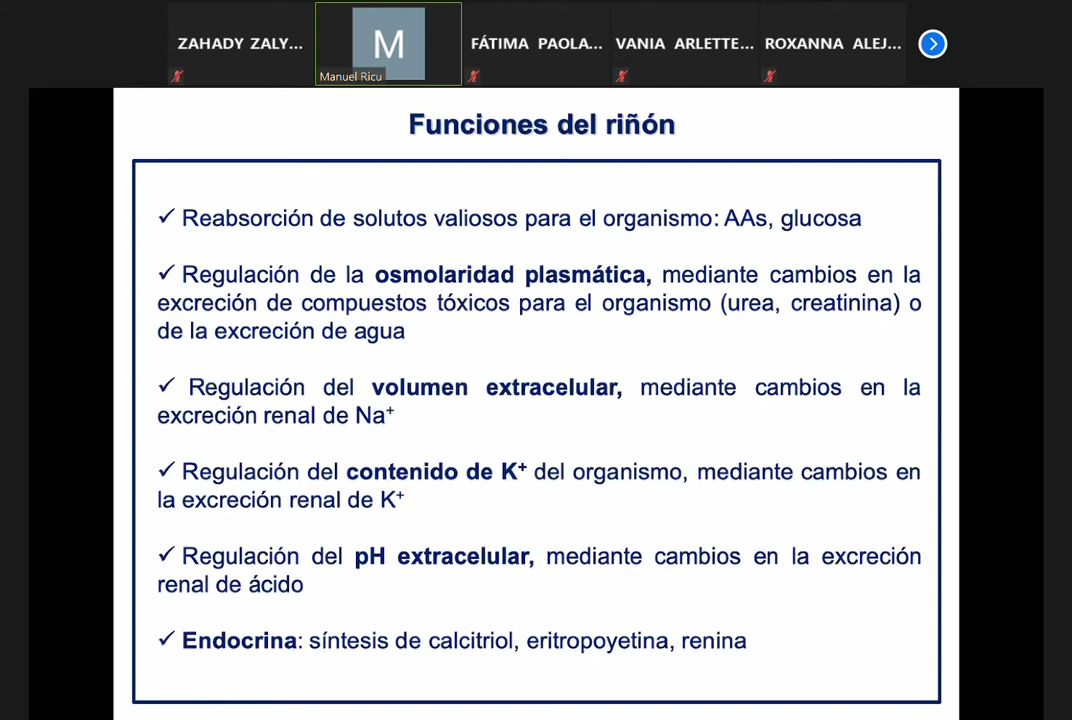 ZAHADY ZALY...
M
Manuel Ricu
FÁTIMA PAOLA...
VANIA ARLETTE...
ROXANNA ALEJ...
Funciones del riñón
✓ Reabsorción de solutos valiosos para el organismo: AAs, glucosa
✓ Regulación de la osmolaridad plasmática, mediante cambios en la
excreción de compuestos tóxicos para el organismo (urea, creatinina) o
de la excreción de agua
✓ Regulación del volumen extracelular, mediante cambios en la
excreción renal de Na⁺
✓ Regulación del contenido de K⁺ del organismo, mediante cambios en
la excreción renal de K⁺
✓ Regulación del pH extracelular, mediante cambios en la excreción
renal de ácido
✓ Endocrina: síntesis de calcitriol, eritropoyetina, renina